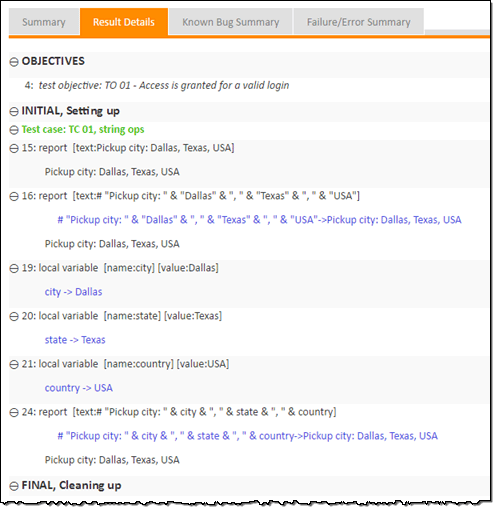 Summary Result Details Known Bug Summary Failure/Error Summary
OBJECTIVES
4: test objective: TO 01 - Access is granted for a valid login
INITIAL, Setting up
Test case: TC 01, string ops
15: report [text:Pickup city: Dallas, Texas, USA]
Pickup city: Dallas, Texas, USA
16: report [text:# "Pickup city: " & "Dallas" & ", " & "Texas" & ", " & "USA"]
# "Pickup city: " & "Dallas" & ", " & "Texas" & ", " & "USA"->Pickup city: Dallas, Texas, USA
Pickup city: Dallas, Texas, USA
19: local variable [name:city] [value:Dallas]
city -> Dallas
20: local variable [name:state] [value:Texas]
state -> Texas
21: local variable [name:country] [value:USA]
country -> USA
24: report [text:# "Pickup city: " & city & ", " & state & ", " & country]
# "Pickup city: " & city & ", " & state & ", " & country->Pickup city: Dallas, Texas, USA
Pickup city: Dallas, Texas, USA
FINAL, Cleaning up